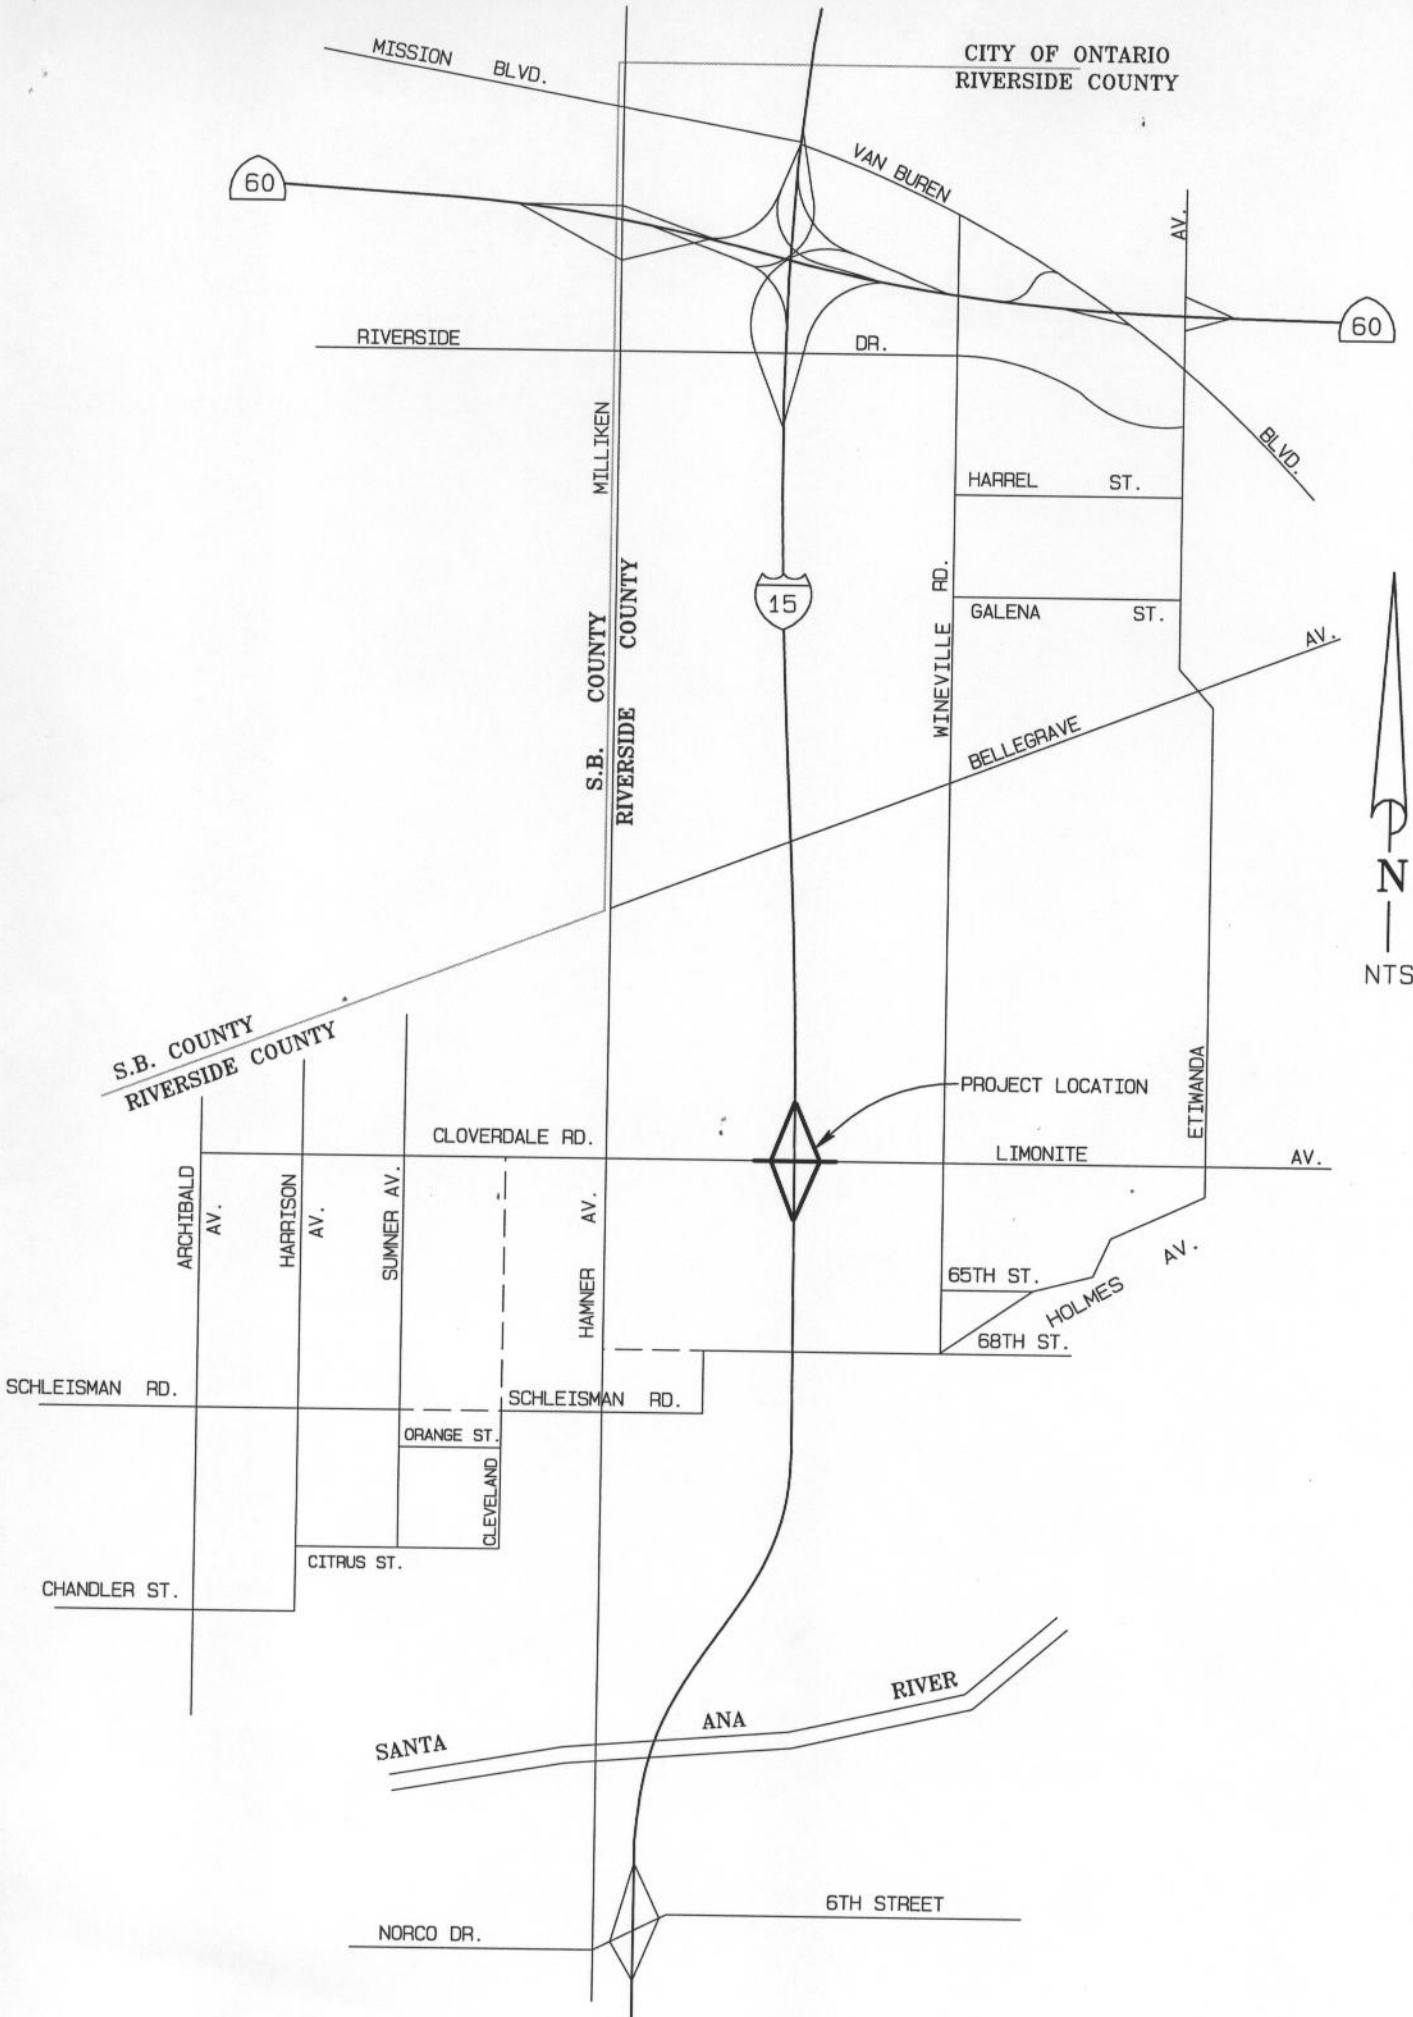 CITY OF ONTARIO
RIVERSIDE COUNTY
MISSION BLVD.
VAN BUREN
BLVD.
60
60
AV.
RIVERSIDE DR.
MILLIKEN
HARREL ST.
15
S.B. COUNTY
RIVERSIDE COUNTY
WINEVILLE RD.
GALENA ST.
BELLEGRAVE AV.
N
NTS
S.B. COUNTY
RIVERSIDE COUNTY
ETIWANDA
PROJECT LOCATION
CLOVERDALE RD.
LIMONITE AV.
ARCHIBALD
AV.
HARRISON
AV.
SUMNER AV.
HAMNER AV.
65TH ST.
HOLMES AV.
68TH ST.
SCHLEISMAN RD.
SCHLEISMAN RD.
ORANGE ST.
CLEVELAND
CITRUS ST.
CHANDLER ST.
SANTA ANA RIVER
6TH STREET
NORCO DR.